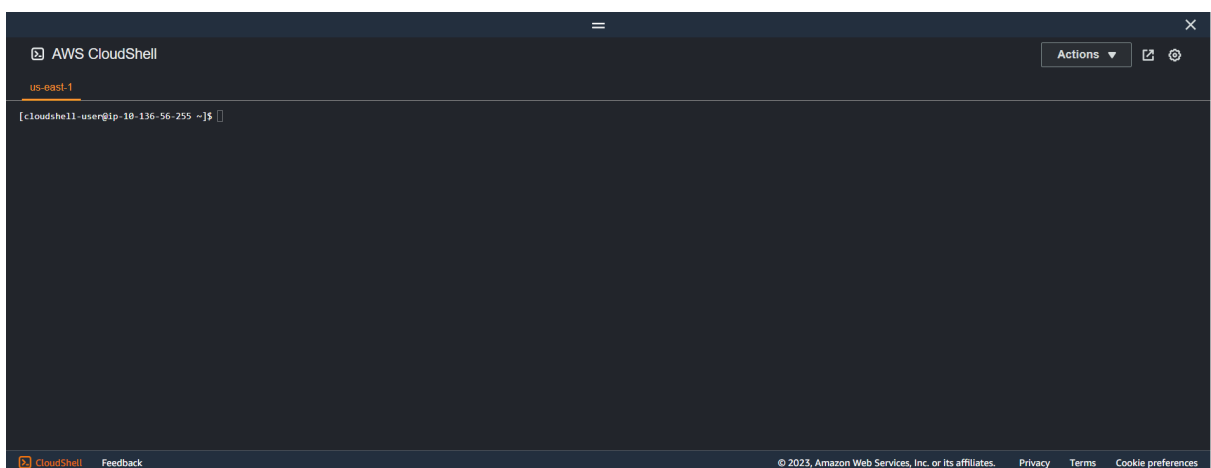 AWS CloudShell
Actions
us-east-1
[cloudshell-user@ip-10-136-56-255 ~]$
CloudShell Feedback © 2023, Amazon Web Services, Inc. or its affiliates. Privacy Terms Cookie preferences